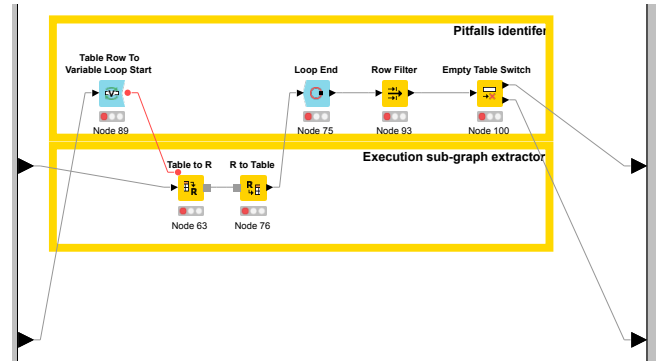 Pitfalls identifer
Table Row To
Variable Loop Start
Loop End
Row Filter
Empty Table Switch
Node 89
Node 75
Node 93
Node 100
Execution sub-graph extractor
Table to R
R to Table
Node 63
Node 76